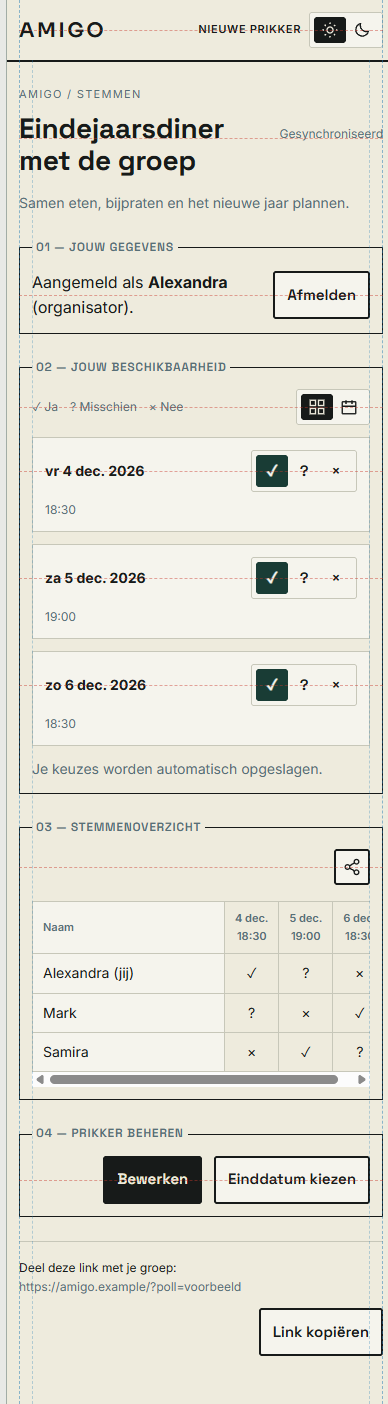 AMIGO
NIEUWE PRIKKER
AMIGO / STEMMEN
Eindejaarsdiner
met de groep
Gesynchroniseerd
Samen eten, bijpraten en het nieuwe jaar plannen.
01 — JOUW GEGEVENS
Aangemeld als Alexandra
(organisator).
Afmelden
02 — JOUW BESCHIKBAARHEID
✓ Ja ? Misschien × Nee
vr 4 dec. 2026 ✓ ? ×
18:30
za 5 dec. 2026 ✓ ? ×
19:00
zo 6 dec. 2026 ✓ ? ×
18:30
Je keuzes worden automatisch opgeslagen.
03 — STEMMENOVERZICHT
Naam
4 dec. 5 dec. 6 dec
18:30 19:00 18:30
Alexandra (jij) ✓ ? ×
Mark ? × ✓
Samira × ✓ ?
04 — PRIKKER BEHEREN
Bewerken
Einddatum kiezen
Deel deze link met je groep:
https://amigo.example/?poll=voorbeeld
Link kopiëren